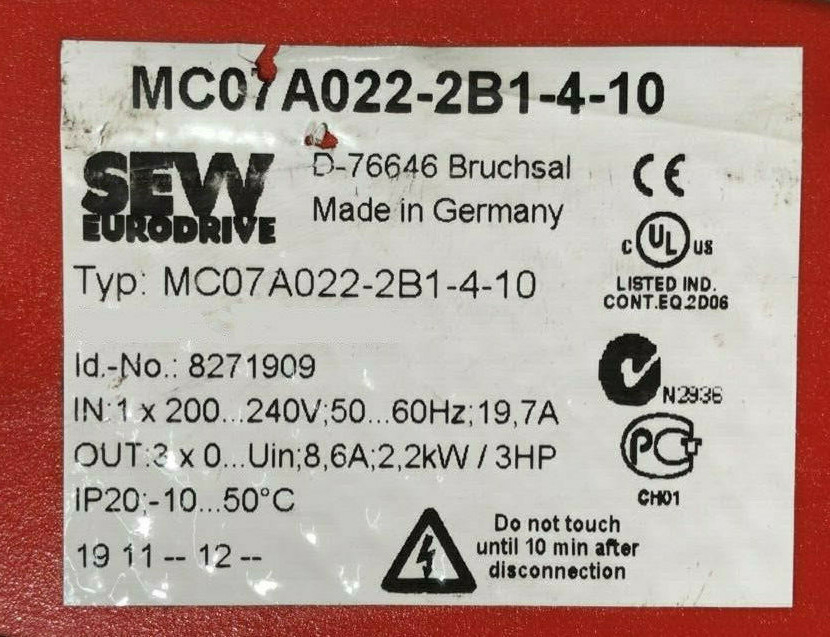 MC07A022-2B1-4-10
SEW
EURODRIVE
D-76646 Bruchsal
Made in Germany
CE
c UL us
LISTED IND.
CONT.EQ.2D06
Typ: MC07A022-2B1-4-10
Id.-No.: 8271909
N2936
IN:1 x 200...240V;50...60Hz;19,7A
OUT:3 x 0...Uin;8,6A;2,2kW / 3HP
PCT
CH01
IP20;-10...50°C
19 11 -- 12 --
Do not touch
until 10 min after
disconnection